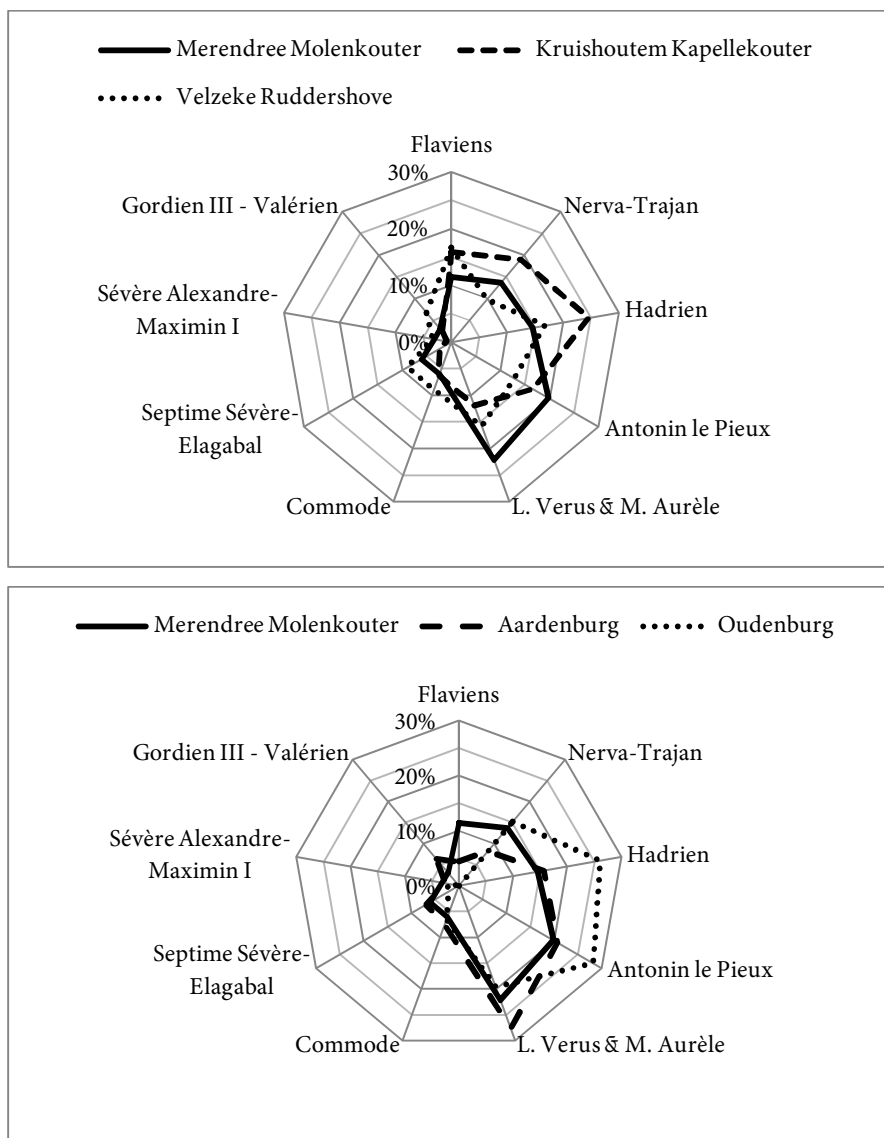 Merendree Molenkouter Kruishoutem Kapellekouter
Velzeke Ruddershove
Flaviens
30%
Gordien III - Valérien
Nerva-Trajan
20%
Sévère Alexandre-
Maximin I
10%
Hadrien
0%
Septime Sévère-
Elagabal
Antonin le Pieux
Commode
L. Verus & M. Aurèle
Merendree Molenkouter Aardenburg Oudenburg
Flaviens
30%
Gordien III - Valérien
Nerva-Trajan
20%
Sévère Alexandre-
Maximin I
10%
Hadrien
0%
Septime Sévère-
Elagabal
Antonin le Pieux
Commode
L. Verus & M. Aurèle